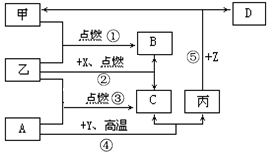 甲 D
点燃 ① B
乙 +X、点燃 ⑤ +Z
②
点燃 ③ C 丙
A +Y、高温
④